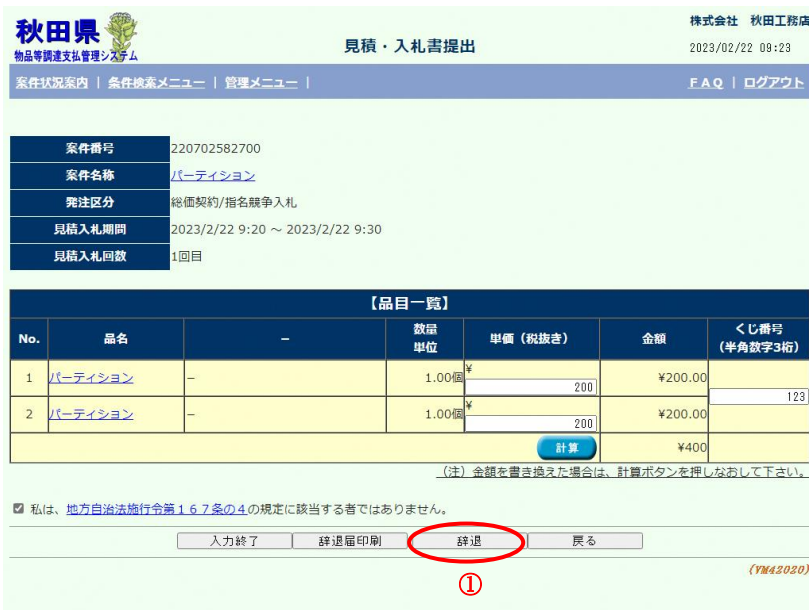 株式会社 秋田工務店
秋田県
物品等調達支払管理システム
見積・入札書提出
2023/02/22 09:23
案件状況案内 | 条件検索メニュー | 管理メニュー |
ＦＡＱ | ログアウト
案件番号 220702582700
案件名称 パーティション
発注区分 総価契約/指名競争入札
見積入札期間 2023/2/22 9:20 ～ 2023/2/22 9:30
見積入札回数 1回目
【品目一覧】
No. 品名 － 数量 単位 単価（税抜き） 金額 くじ番号 （半角数字3桁）
1 パーティション － 1.00個 ¥ 200 ¥200.00 123
2 パーティション － 1.00個 ¥ 200 ¥200.00
計算 ¥400
（注）金額を書き換えた場合は、計算ボタンを押しなおして下さい。
私は、地方自治法施行令第１６７条の４の規定に該当する者ではありません。
入力終了 辞退届印刷 辞退 戻る
①
(YM42020)